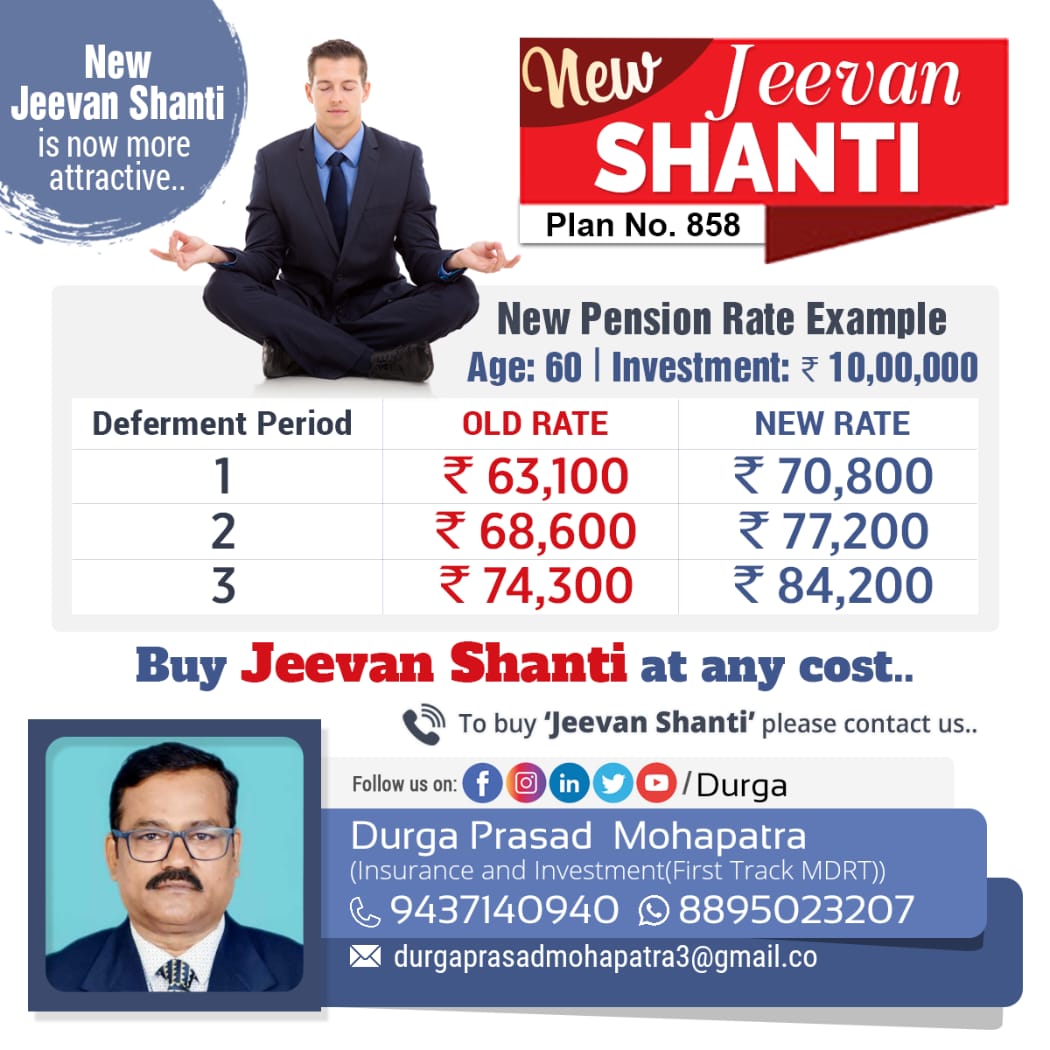 New
Jeevan Shanti
is now more
attractive..
New Jeevan
SHANTI
Plan No. 858
New Pension Rate Example
Age: 60 | Investment: ₹ 10,00,000
Deferment Period OLD RATE NEW RATE
1 ₹ 63,100 ₹ 70,800
2 ₹ 68,600 ₹ 77,200
3 ₹ 74,300 ₹ 84,200
Buy Jeevan Shanti at any cost..
To buy ‘Jeevan Shanti’ please contact us..
Follow us on: / Durga
Durga Prasad Mohapatra
(Insurance and Investment(First Track MDRT))
9437140940 8895023207
durgaprasadmohapatra3@gmail.co